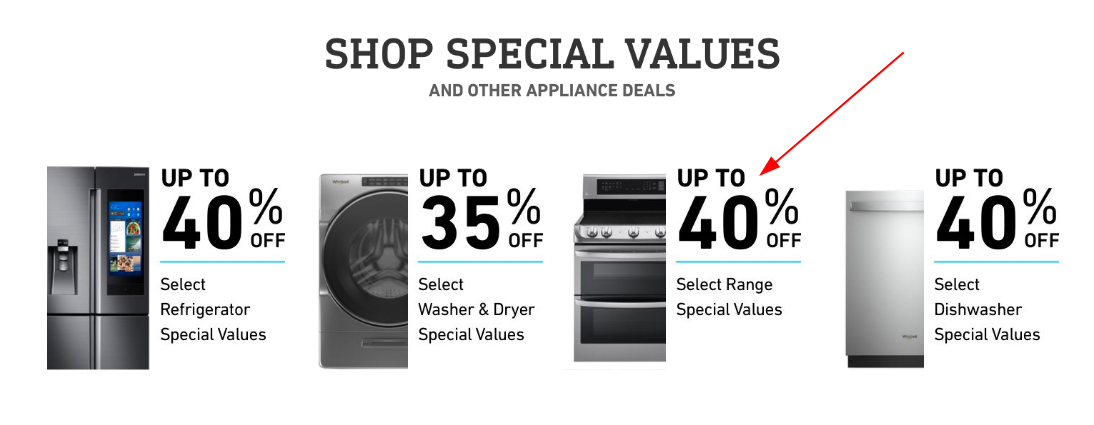 SHOP SPECIAL VALUES
AND OTHER APPLIANCE DEALS
UP TO
40%
OFF
Select
Refrigerator
Special Values
UP TO
35%
OFF
Select
Washer & Dryer
Special Values
UP TO
40%
OFF
Select Range
Special Values
UP TO
40%
OFF
Select
Dishwasher
Special Values
Whirlpool